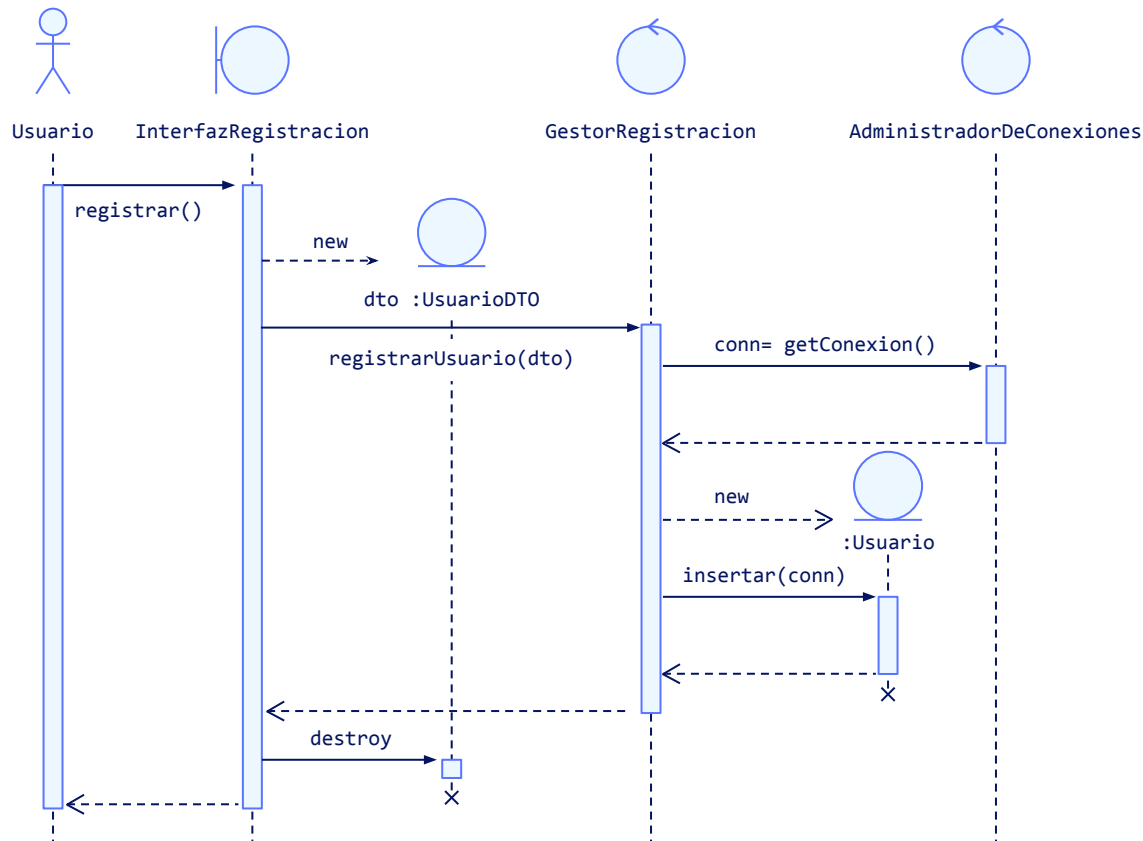 Usuario
InterfazRegistracion
GestorRegistracion
AdministradorDeConexiones
registrar()
new
dto :UsuarioDTO
registrarUsuario(dto)
conn= getConexion()
new
:Usuario
insertar(conn)
destroy